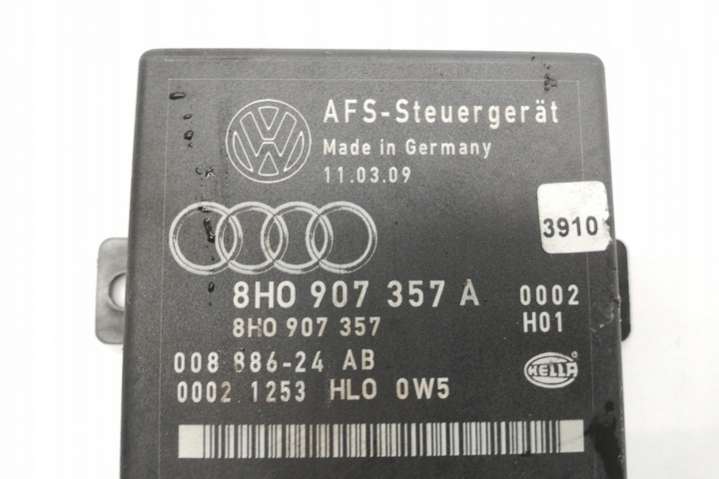 AFS-Steuergerät
Made in Germany
11.03.09
3910
8H0 907 357 A 0002
8H0 907 357 H01
008 886-24 AB
0002 1253 HL0 0W5
HELLA